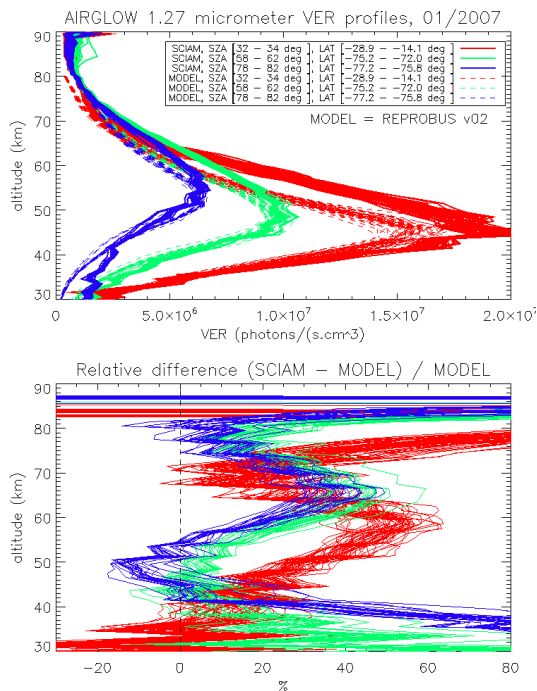 AIRGLOW 1.27 micrometer VER profiles, 01/2007
90
80
70
60
50
40
30
altitude (km)
SCIAM, SZA [32 - 34 deg], LAT [-28.9 - -14.1]
SCIAM, SZA [58 - 62 deg], LAT [-75.2 - -72.0]
SCIAM, SZA [78 - 82 deg], LAT [-77.2 - -75.8]
MODEL, SZA [32 - 34 deg], LAT [-28.9 - -14.1]
MODEL, SZA [58 - 62 deg], LAT [-75.2 - -72.0]
MODEL, SZA [78 - 82 deg], LAT [-77.2 - -75.8]
MODEL = REPROBUS v02
0 5.0×10⁶ 1.0×10⁷ 1.5×10⁷ 2.0×10⁷
VER (photons/(s.cm^3)
Relative difference (SCIAM - MODEL) / MODEL
90
80
70
60
50
40
30
altitude (km)
-20 0 20 40 60 80
%